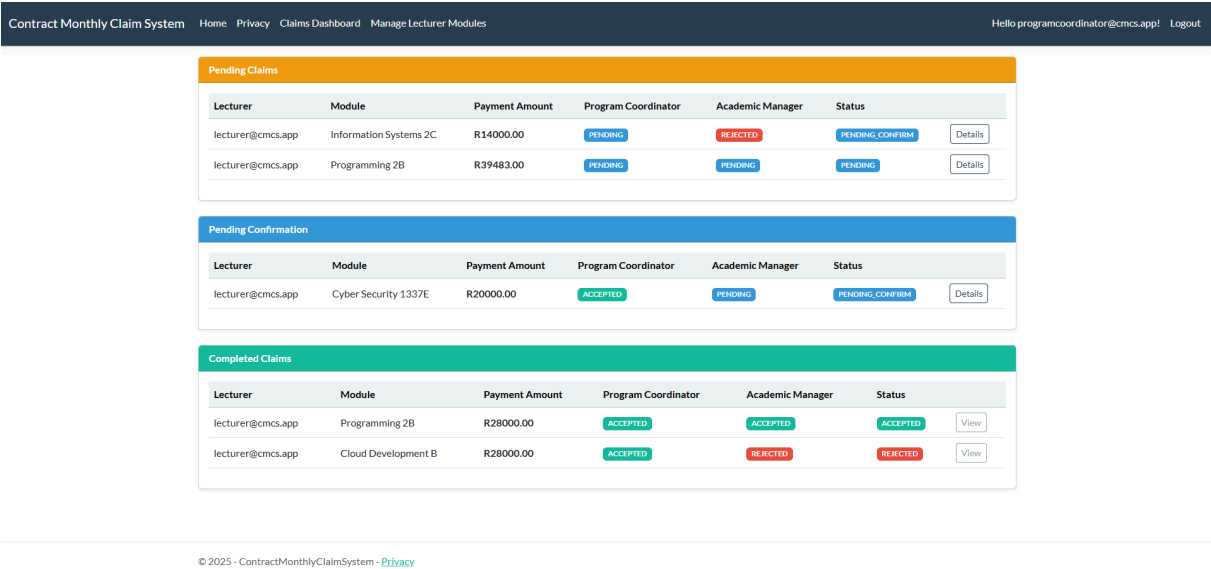 Contract Monthly Claim System Home Privacy Claims Dashboard Manage Lecturer Modules Hello programcoordinator@cmcs.app! Logout
Pending Claims
Lecturer Module Payment Amount Program Coordinator Academic Manager Status
lecturer@cmcs.app Information Systems 2C R14000.00 PENDING REJECTED PENDING_CONFIRM Details
lecturer@cmcs.app Programming 2B R39483.00 PENDING PENDING PENDING Details
Pending Confirmation
Lecturer Module Payment Amount Program Coordinator Academic Manager Status
lecturer@cmcs.app Cyber Security 1337E R20000.00 ACCEPTED PENDING PENDING_CONFIRM Details
Completed Claims
Lecturer Module Payment Amount Program Coordinator Academic Manager Status
lecturer@cmcs.app Programming 2B R28000.00 ACCEPTED ACCEPTED ACCEPTED View
lecturer@cmcs.app Cloud Development B R28000.00 ACCEPTED REJECTED REJECTED View
© 2025 - ContractMonthlyClaimSystem - Privacy